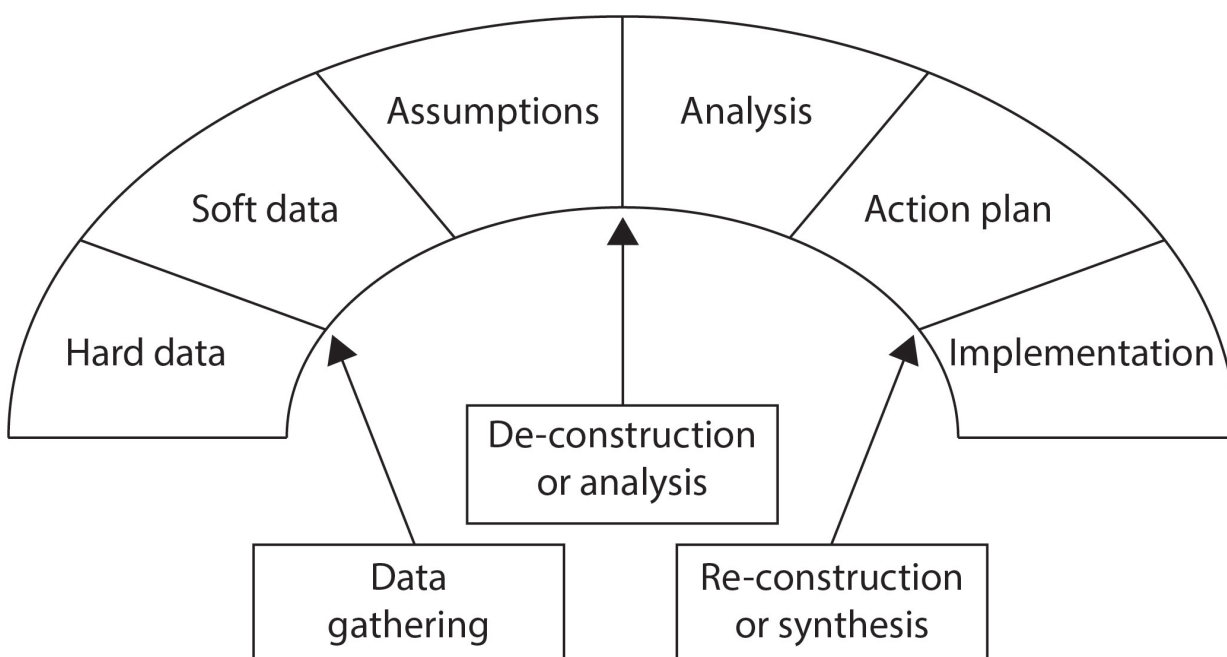 Hard data
Soft data
Assumptions
Analysis
Action plan
Implementation
Data
gathering
De-construction
or analysis
Re-construction
or synthesis